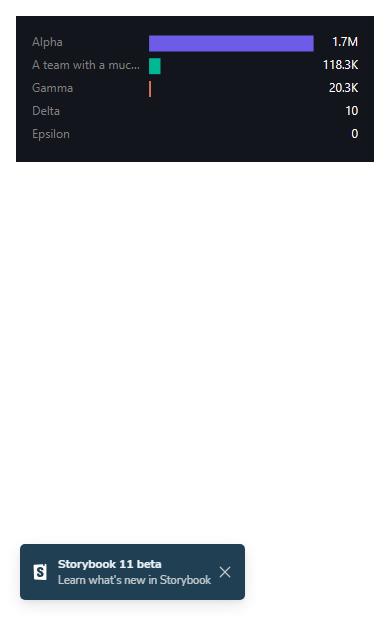 Alpha 1.7M
A team with a muc... 118.3K
Gamma 20.3K
Delta 10
Epsilon 0
S
Storybook 11 beta
Learn what's new in Storybook